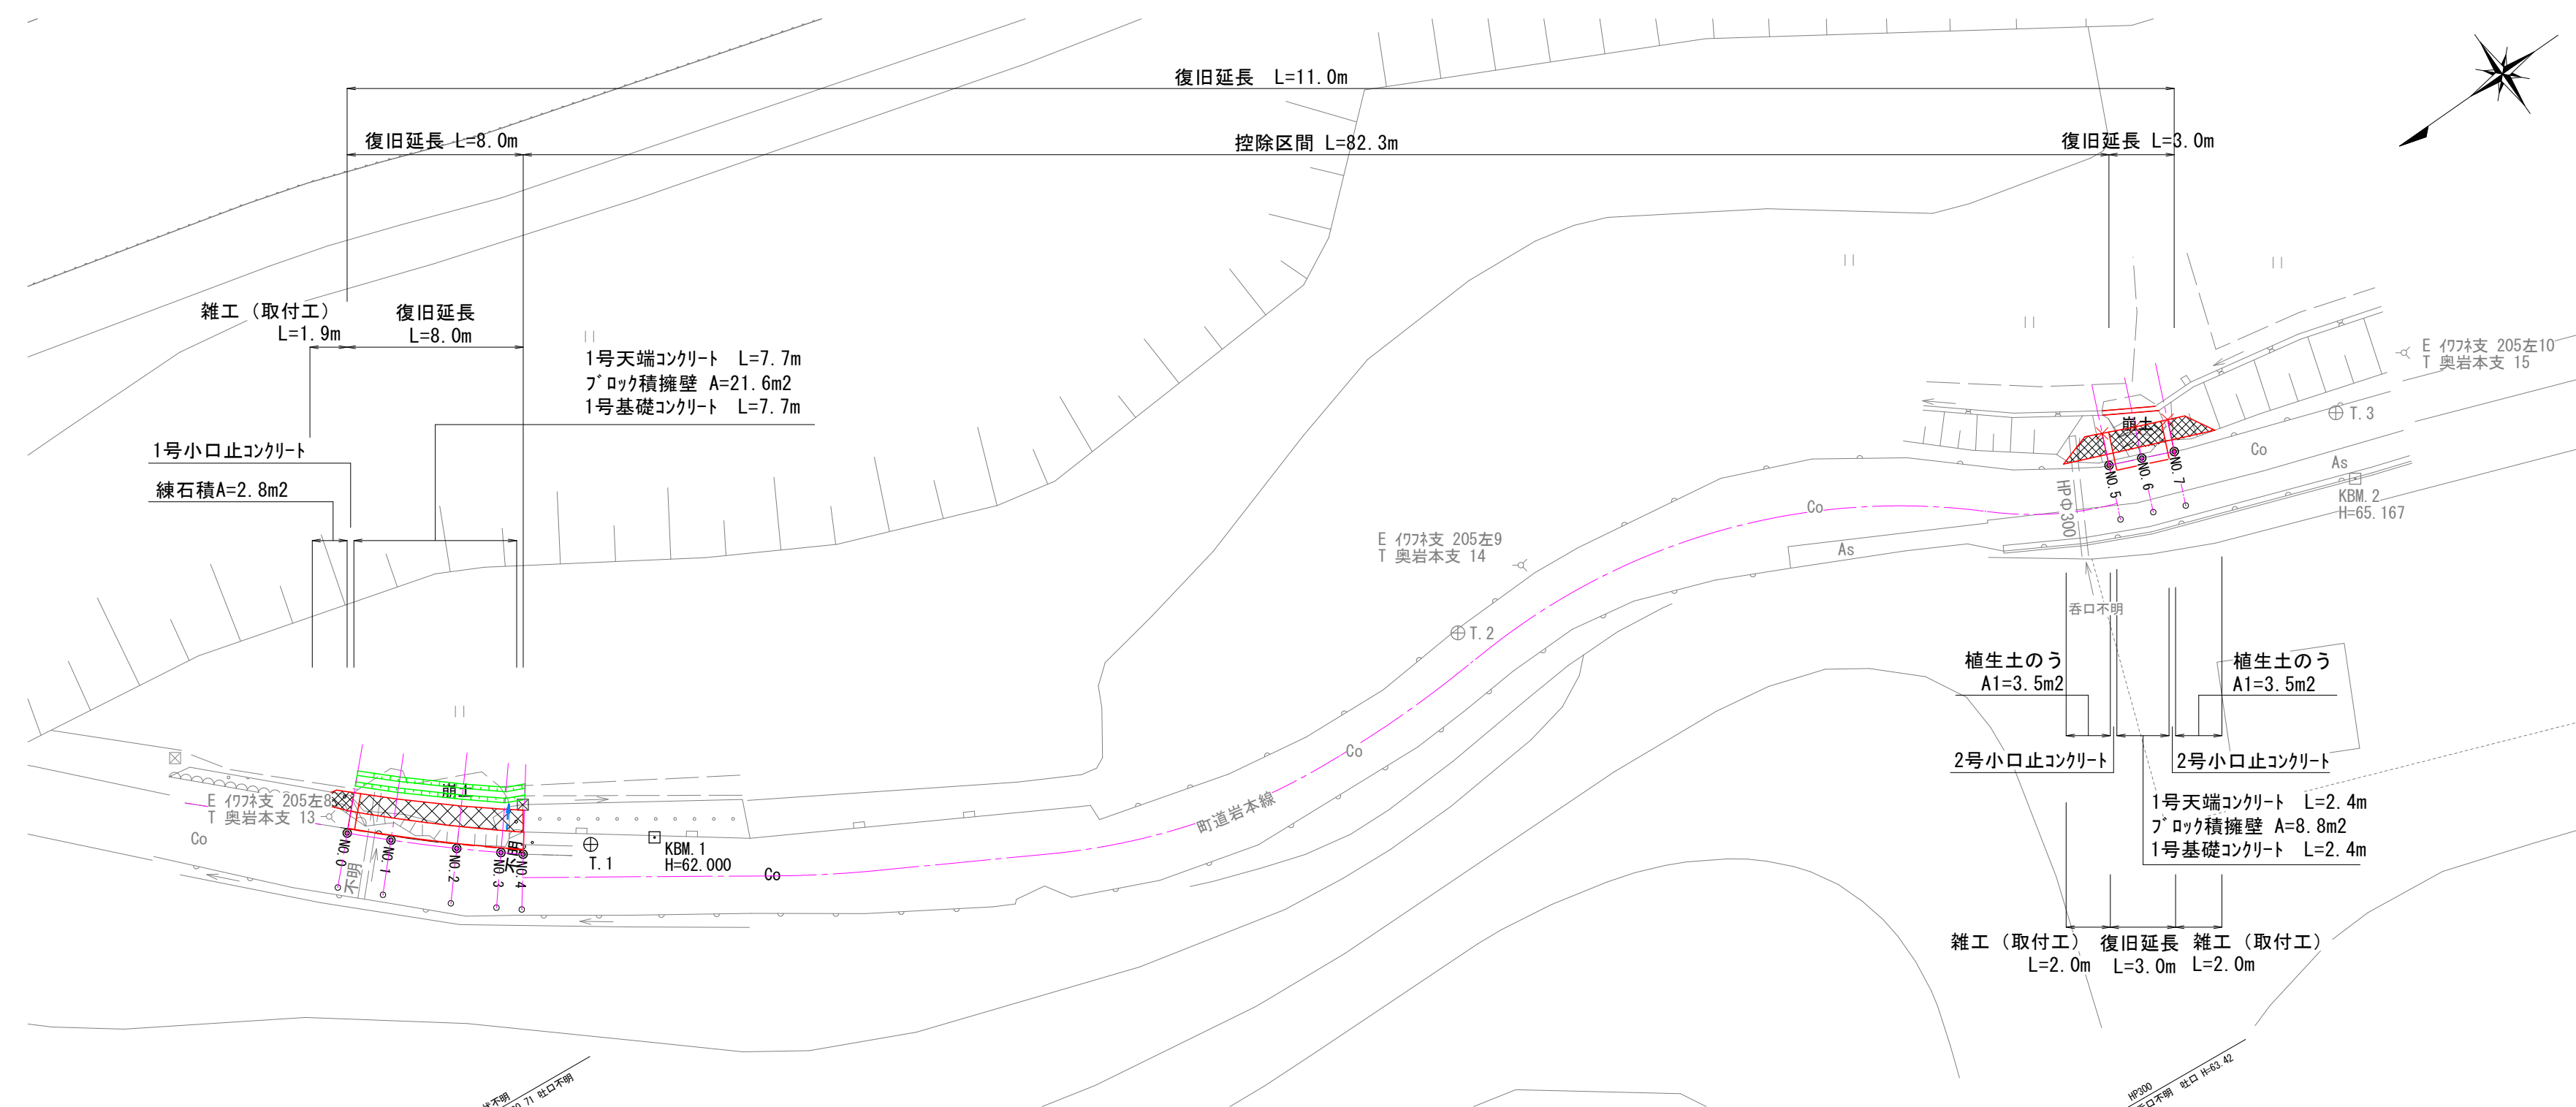 復旧延長　L=11.0m
復旧延長 L=8.0m
控除区間 L=82.3m
復旧延長 L=3.0m
雑工（取付工）
L=1.9m
復旧延長
L=8.0m
1号天端ｺﾝｸﾘｰﾄ　L=7.7m
ﾌﾞﾛｯｸ積擁壁 A=21.6m2
1号基礎ｺﾝｸﾘｰﾄ　L=7.7m
1号小口止ｺﾝｸﾘｰﾄ
練石積A=2.8m2
E ｲﾜﾌﾈ支 205左10
T 奥岩本支 15
T.3
崩土
Co
As
NO.5
NO.6
NO.7
HPΦ300
KBM.2
H=65.167
Co
E ｲﾜﾌﾈ支 205左9
T 奥岩本支 14
As
呑口不明
T.2
植生土のう
A1=3.5m2
植生土のう
A1=3.5m2
2号小口止ｺﾝｸﾘｰﾄ
2号小口止ｺﾝｸﾘｰﾄ
1号天端ｺﾝｸﾘｰﾄ　L=2.4m
ﾌﾞﾛｯｸ積擁壁 A=8.8m2
1号基礎ｺﾝｸﾘｰﾄ　L=2.4m
雑工（取付工）
L=2.0m
復旧延長
L=3.0m
雑工（取付工）
L=2.0m
Co
町道岩本線
崩土
E ｲﾜﾌﾈ支 205左8
T 奥岩本支 13
Co
NO.0
NO.1
NO.2
NO.3
NO.4
不明
不明
T.1
KBM.1
H=62.000
Co
吐口不明
HP300
吐口 H=63.42